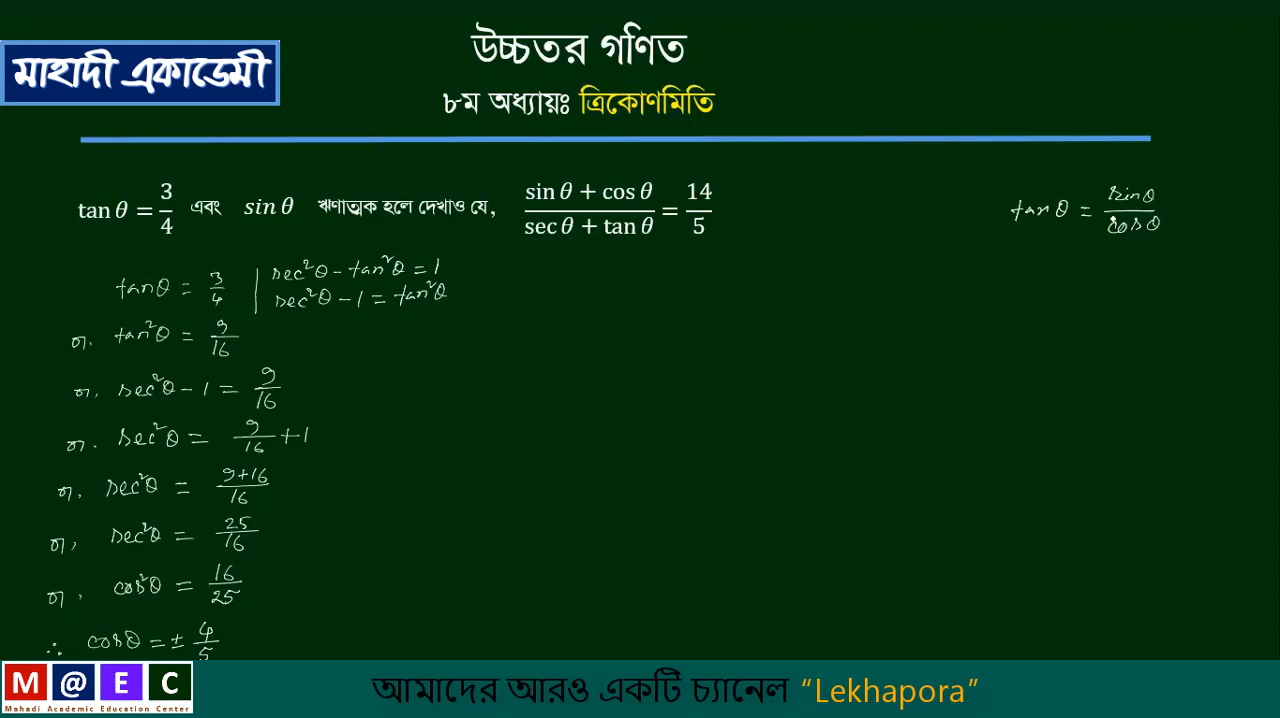 উচ্চতর গণিত
মাহাদী একাডেমী
৮ম অধ্যায়ঃ ত্রিকোণমিতি
tan θ = 3/4 এবং sin θ ঋণাত্মক হলে দেখাও যে, (sin θ + cos θ)/(sec θ + tan θ) = 14/5
tan θ = sin θ/cos θ
tan θ = 3/4 | sec²θ - tan²θ = 1
sec²θ - 1 = tan²θ
বা, tan²θ = 9/16
বা, sec²θ - 1 = 9/16
বা, sec²θ = 9/16 + 1
বা, sec²θ = (9+16)/16
বা, sec²θ = 25/16
বা, cos²θ = 16/25
∴ cos θ = ± 4/5
M @ E C
Mahadi Academic Education Center
আমাদের আরও একটি চ্যানেল “Lekhapora”